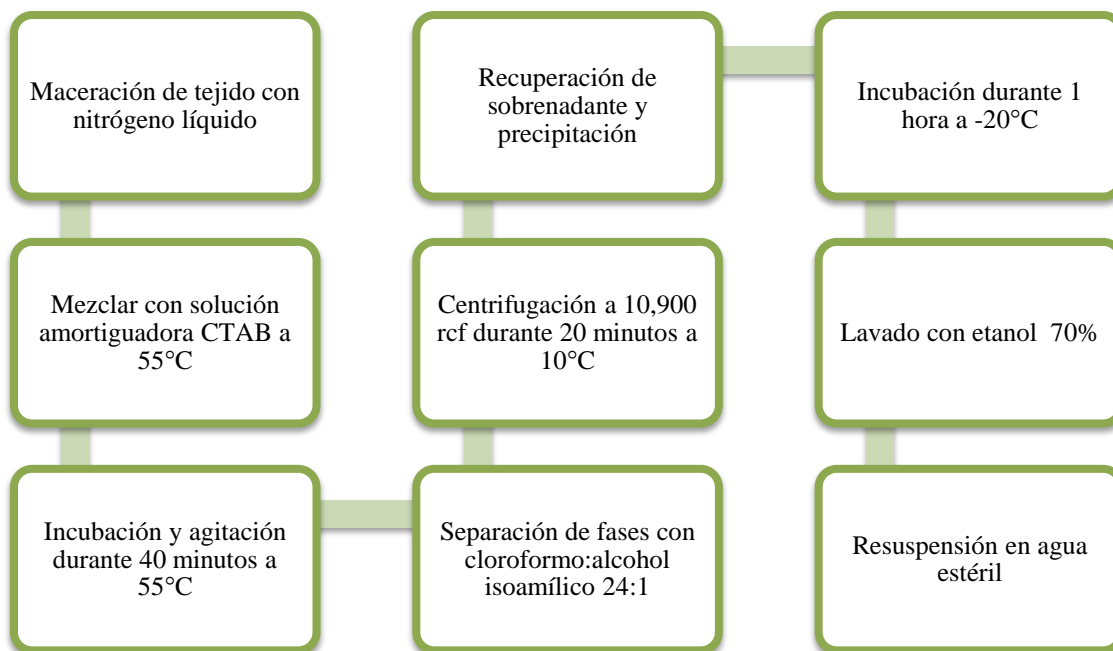 Maceración de tejido con
nitrógeno líquido
Mezclar con solución
amortiguadora CTAB a
55°C
Incubación y agitación
durante 40 minutos a
55°C
Separación de fases con
cloroformo:alcohol
isoamílico 24:1
Centrifugación a 10,900
rcf durante 20 minutos a
10°C
Recuperación de
sobrenadante y
precipitación
Incubación durante 1
hora a -20°C
Lavado con etanol  70%
Resuspensión en agua
estéril